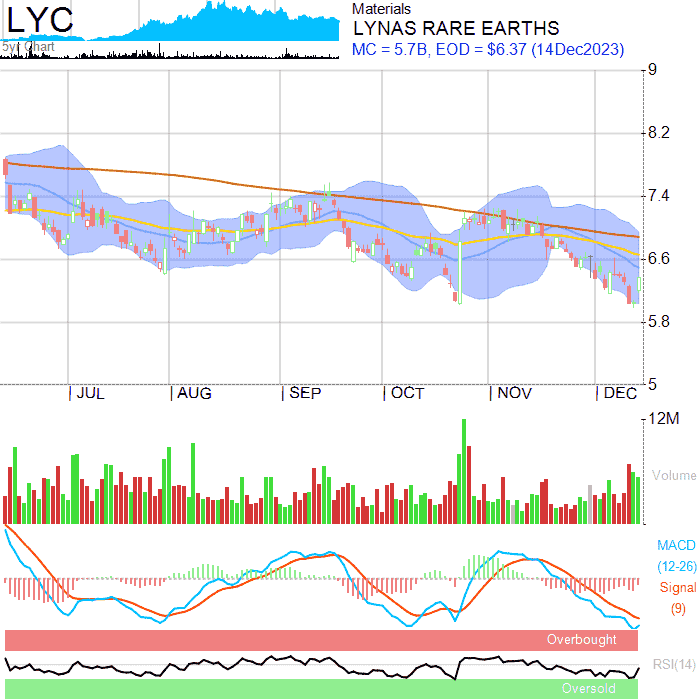 LYC
5yr Chart
Materials
LYNAS RARE EARTHS
MC = 5.7B, EOD = $6.37 (14Dec2023)
9
8.2
7.4
6.6
5.8
5
JUL AUG SEP OCT NOV DEC
12M
Volume
MACD
(12-26)
Signal
(9)
Overbought
RSI(14)
Oversold